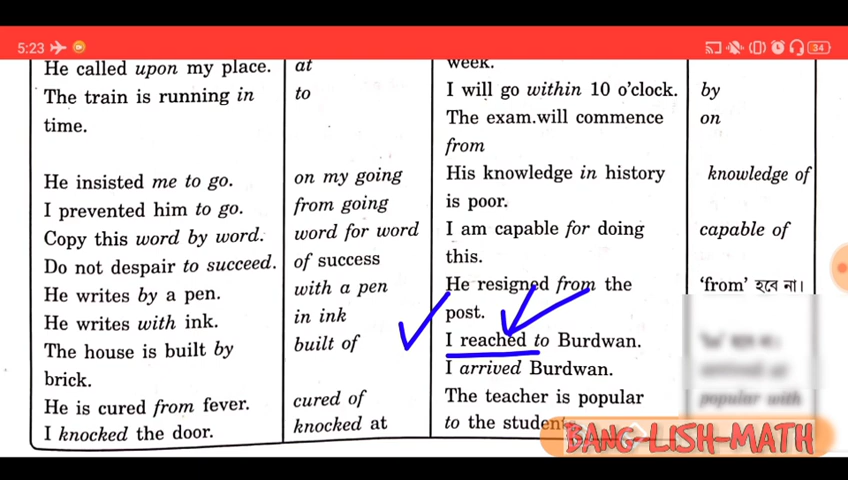 5:23
34
He called upon my place. at
The train is running in to
time.
He insisted me to go. on my going
I prevented him to go. from going
Copy this word by word. word for word
Do not despair to succeed. of success
He writes by a pen. with a pen
He writes with ink. in ink
The house is built by built of
brick.
He is cured from fever. cured of
I knocked the door. knocked at
week.
I will go within 10 o'clock. by
The exam.will commence on
from
His knowledge in history knowledge of
is poor.
I am capable for doing capable of
this.
He resigned from the 'from' হবে না।
post.
I reached to Burdwan.
I arrived Burdwan. arrived at
The teacher is popular popular with
to the student
BANG-LISH-MATH